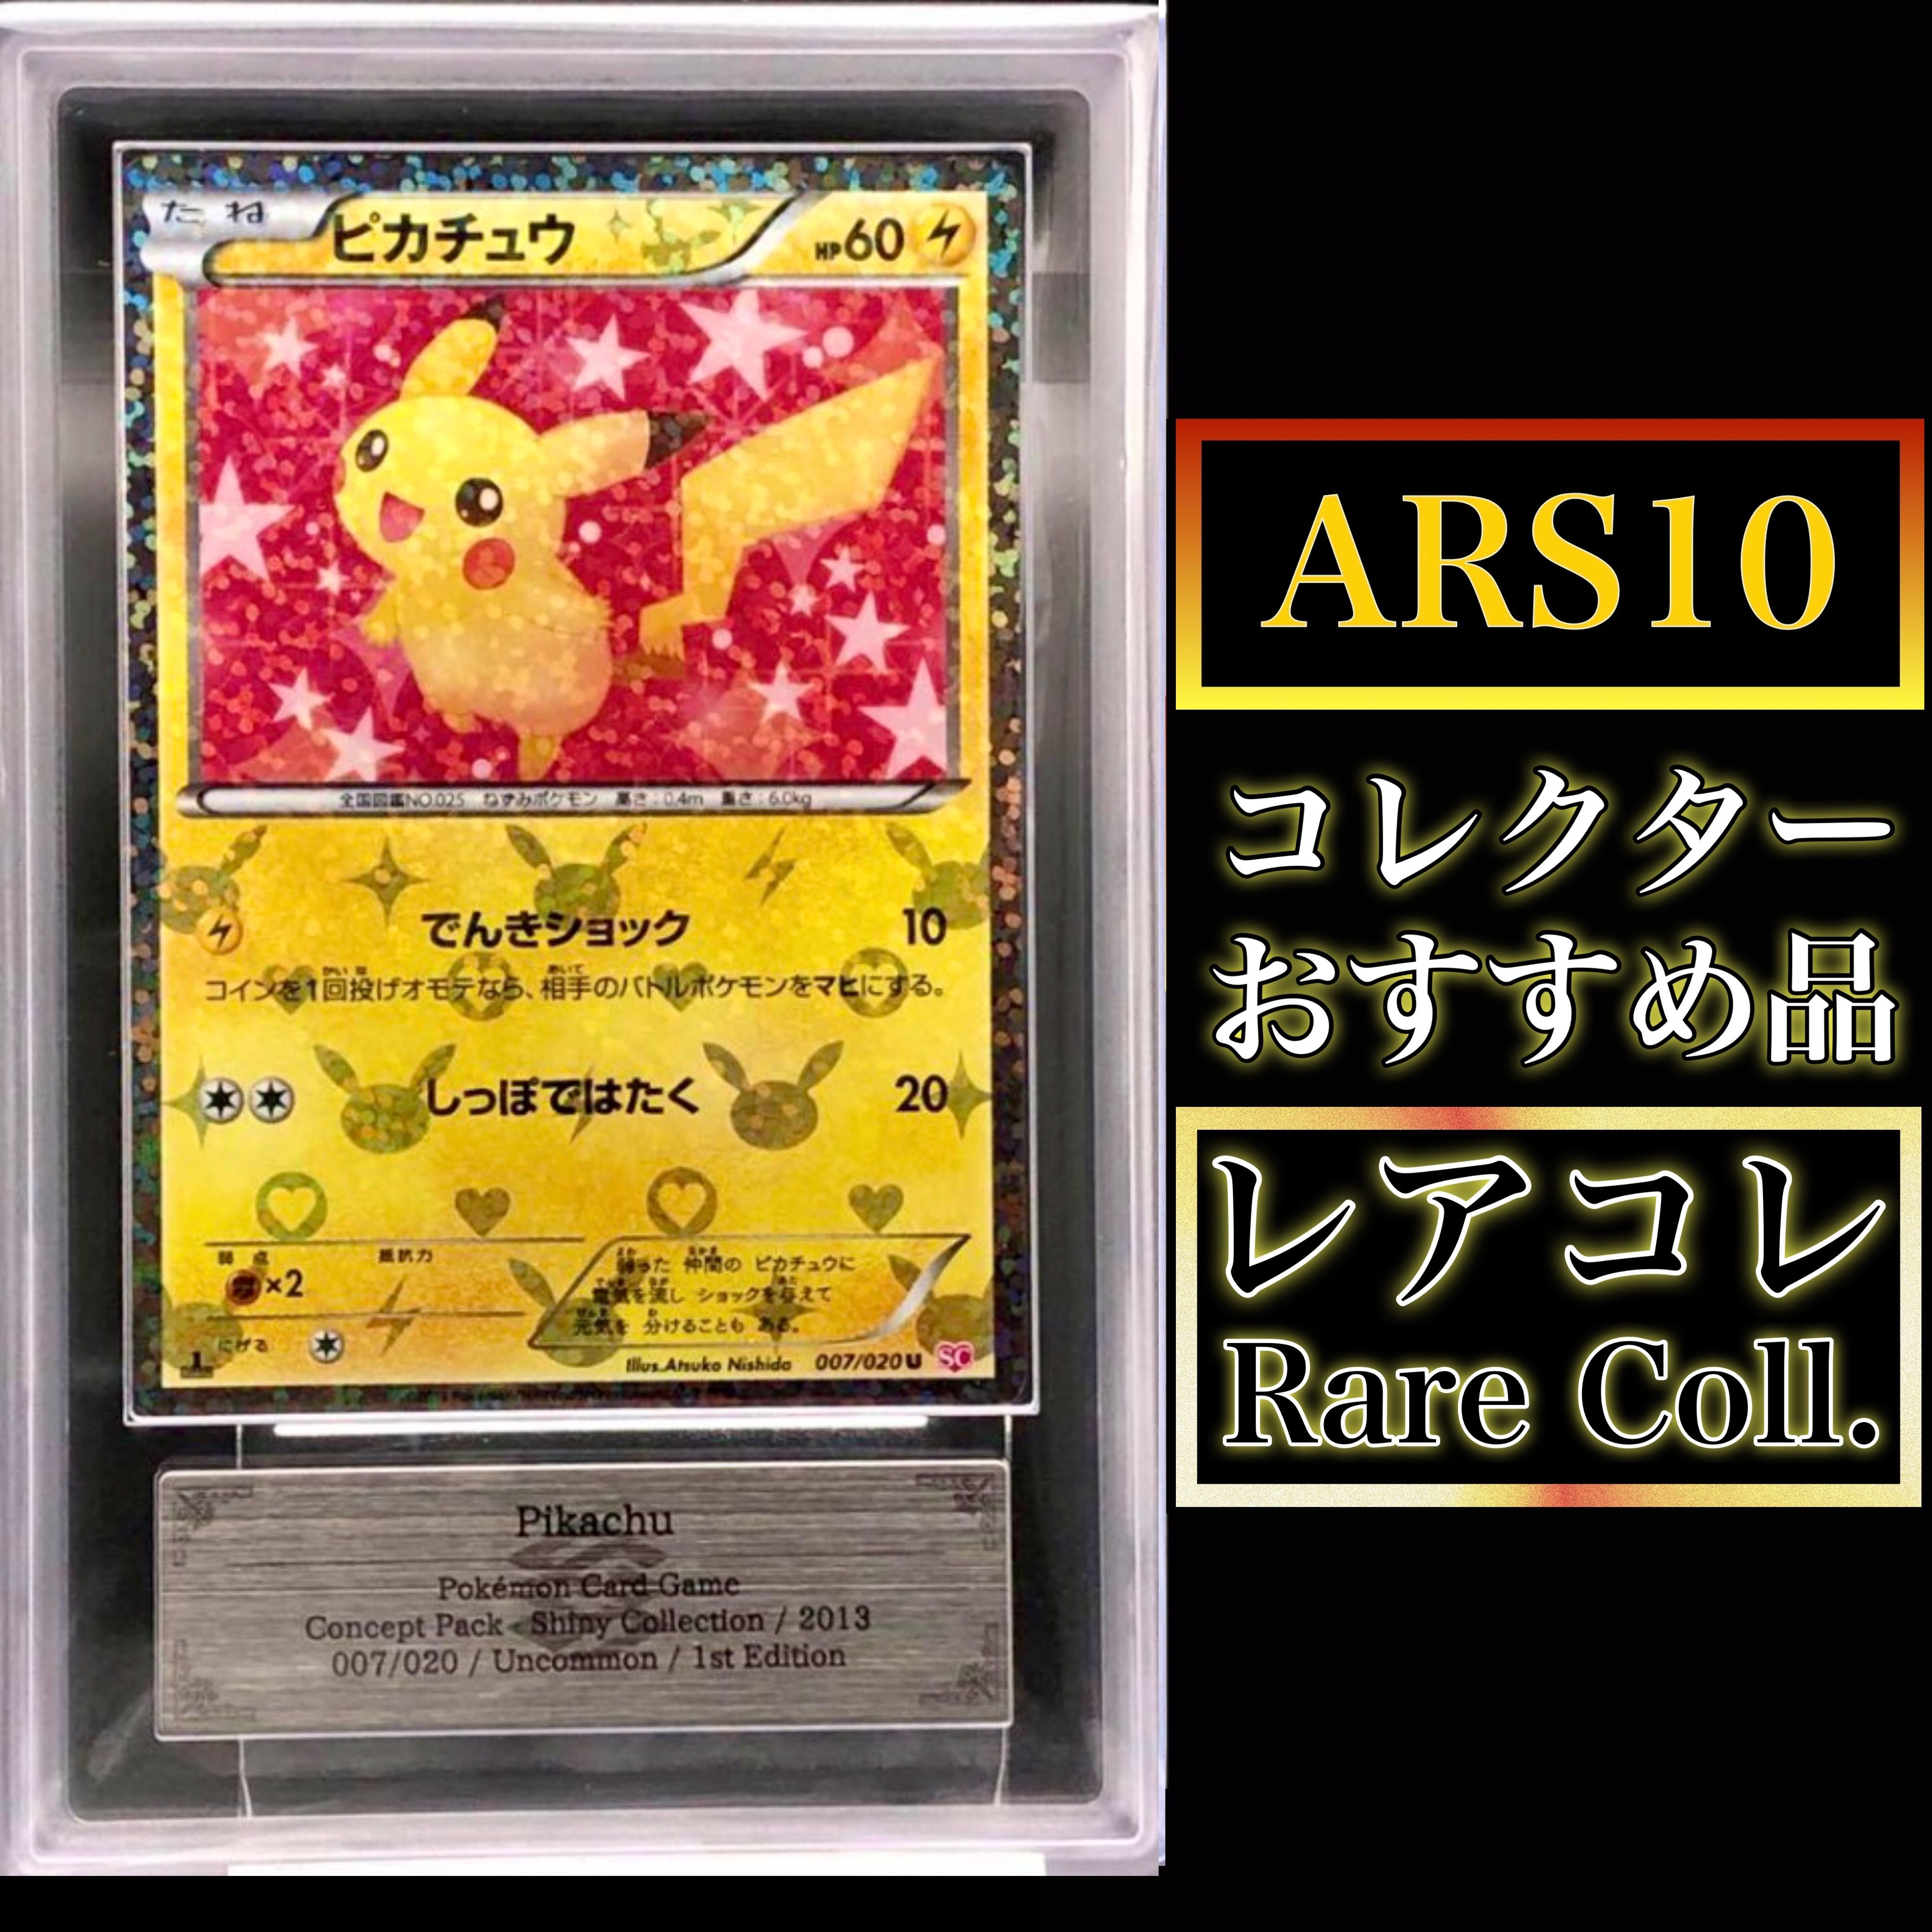 たね
ピカチュウ
HP60
全国図鑑NO.025 ねずみポケモン 高さ：0.4m 重さ：6.0kg
でんきショック 10
コインを1回投げオモテなら、相手のバトルポケモンをマヒにする。
しっぽではたく 20
弱点 抵抗力
×2
にげる
弱った 仲間の ピカチュウに
電気を流し ショックを与えて
元気を 分けることも ある。
1
Illus.Atsuko Nishida 007/020 U SC
Pikachu
Pokémon Card Game
Concept Pack - Shiny Collection / 2013
007/020 / Uncommon / 1st Edition
ARS10
コレクター
おすすめ品
レアコレ
Rare Coll.